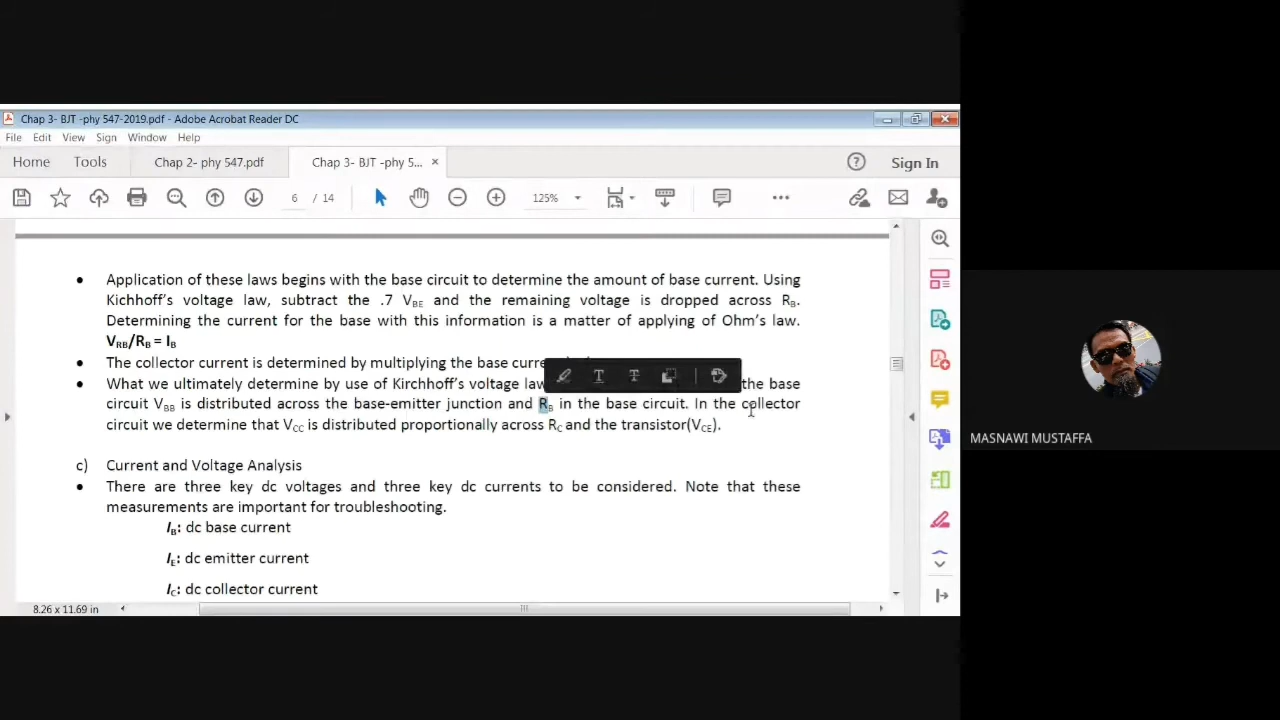 Chap 3- BJT -phy 547-2019.pdf - Adobe Acrobat Reader DC
File Edit View Sign Window Help
Home Tools Chap 2- phy 547.pdf Chap 3- BJT -phy 5... × Sign In
6 / 14 125%
• Application of these laws begins with the base circuit to determine the amount of base current. Using
Kichhoff's voltage law, subtract the .7 VBE and the remaining voltage is dropped across RB.
Determining the current for the base with this information is a matter of applying of Ohm's law.
VRB/RB = IB
• The collector current is determined by multiplying the base curre
• What we ultimately determine by use of Kirchhoff's voltage law the base
circuit VBB is distributed across the base-emitter junction and RB in the base circuit. In the collector
circuit we determine that VCC is distributed proportionally across RC and the transistor(VCE).
c) Current and Voltage Analysis
• There are three key dc voltages and three key dc currents to be considered. Note that these
measurements are important for troubleshooting.
IB: dc base current
IE: dc emitter current
IC: dc collector current
8.26 x 11.69 in
MASNAWI MUSTAFFA